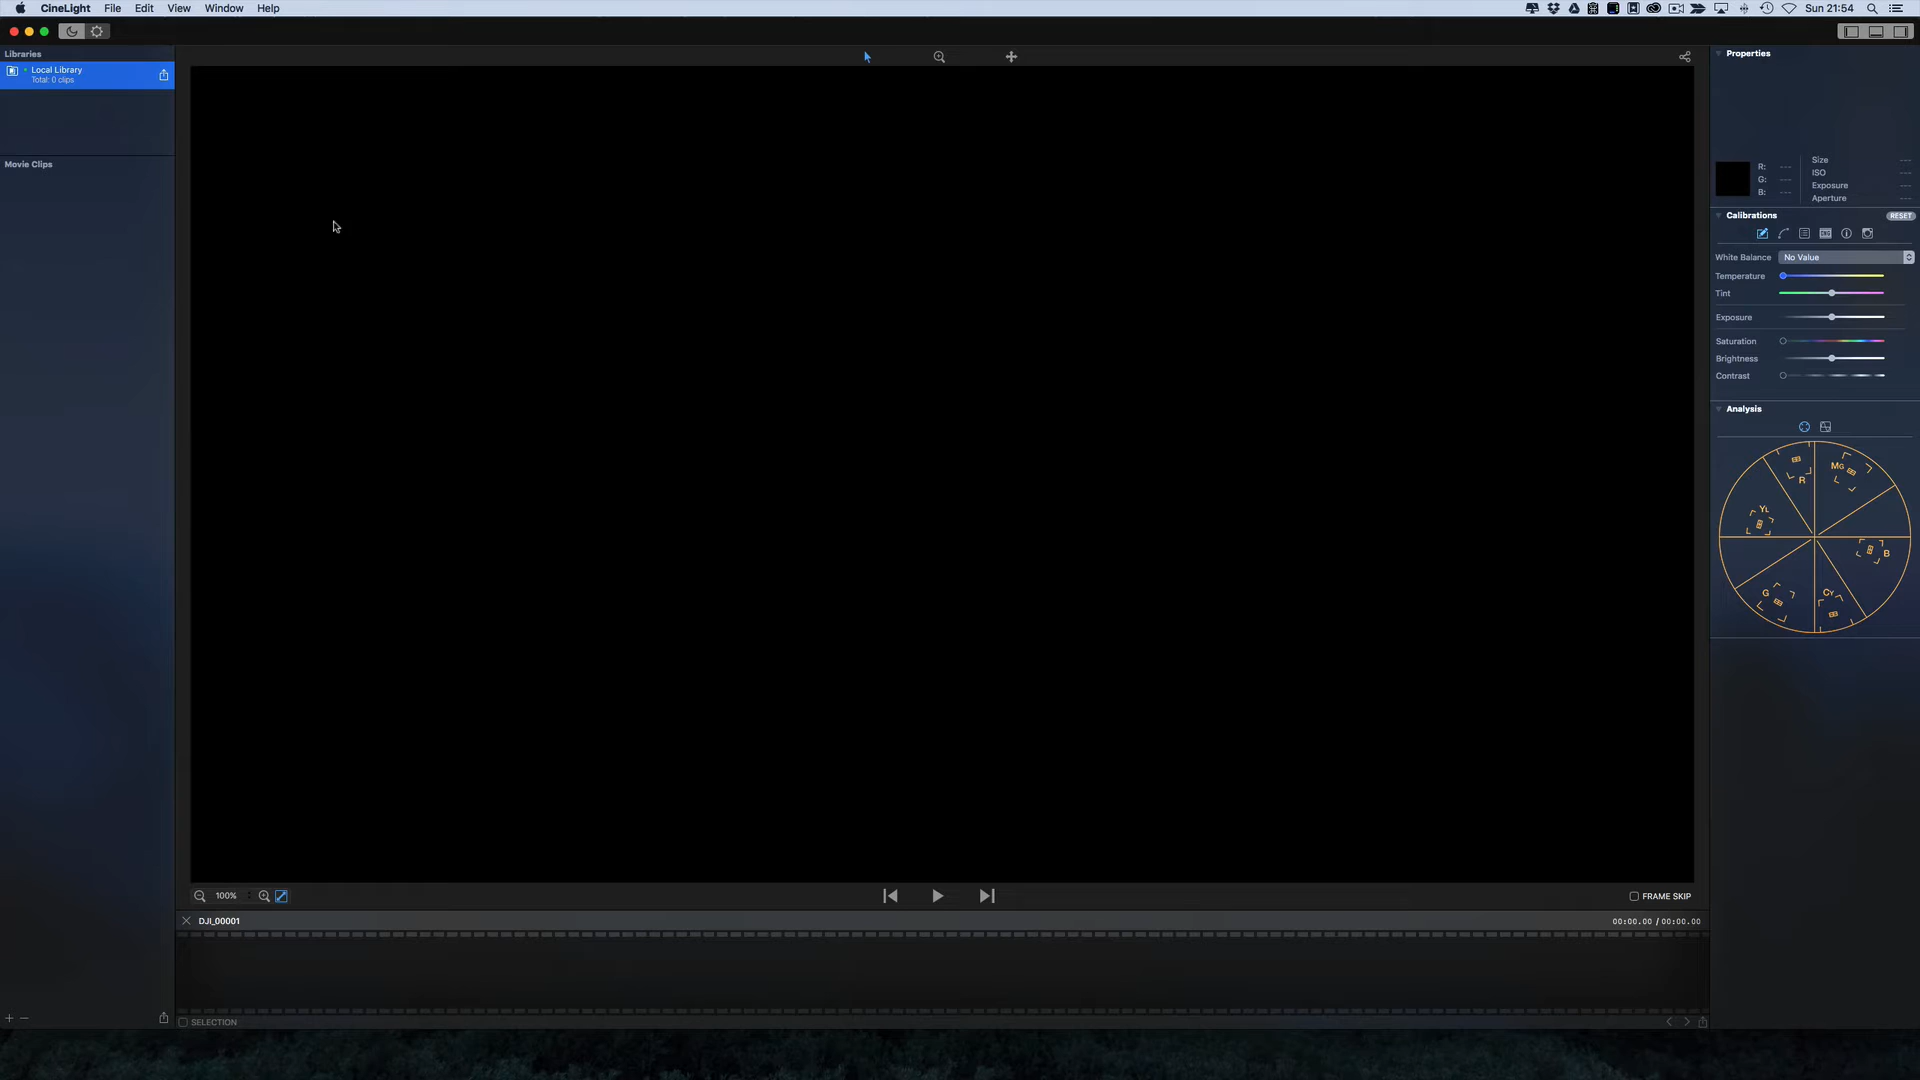 CineLight File Edit View Window Help
Sun 21:54
Libraries
Local Library
Total: 0 clips
Movie Clips
Properties
R: ---
G: ---
B: ---
Size ---
ISO ---
Exposure ---
Aperture ---
Calibrations RESET
White Balance No Value
Temperature
Tint
Exposure
Saturation
Brightness
Contrast
Analysis
R
MG
YL
B
G
CY
100%
FRAME SKIP
DJI_00001
00:00.00 / 00:00.00
SELECTION